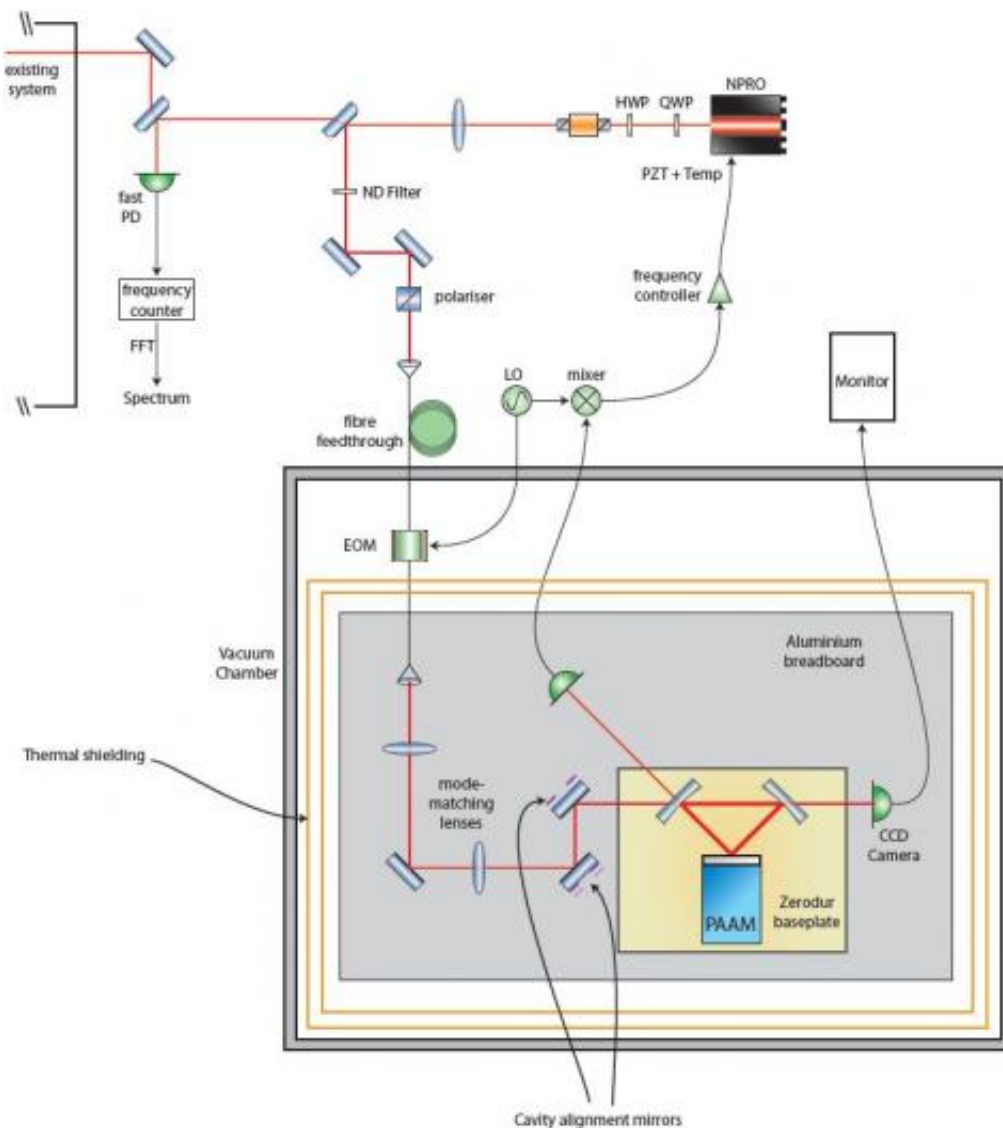 existing
system
HWP
QWP
NPRO
PZT + Temp
ND Filter
fast
PD
frequency
counter
FFT
Spectrum
polariser
frequency
controller
LO
mixer
Monitor
fibre
feedthrough
EOM
Vacuum
Chamber
Aluminium
breadboard
Thermal shielding
mode-
matching
lenses
CCD
Camera
PAAM
Zerodur
baseplate
Cavity alignment mirrors